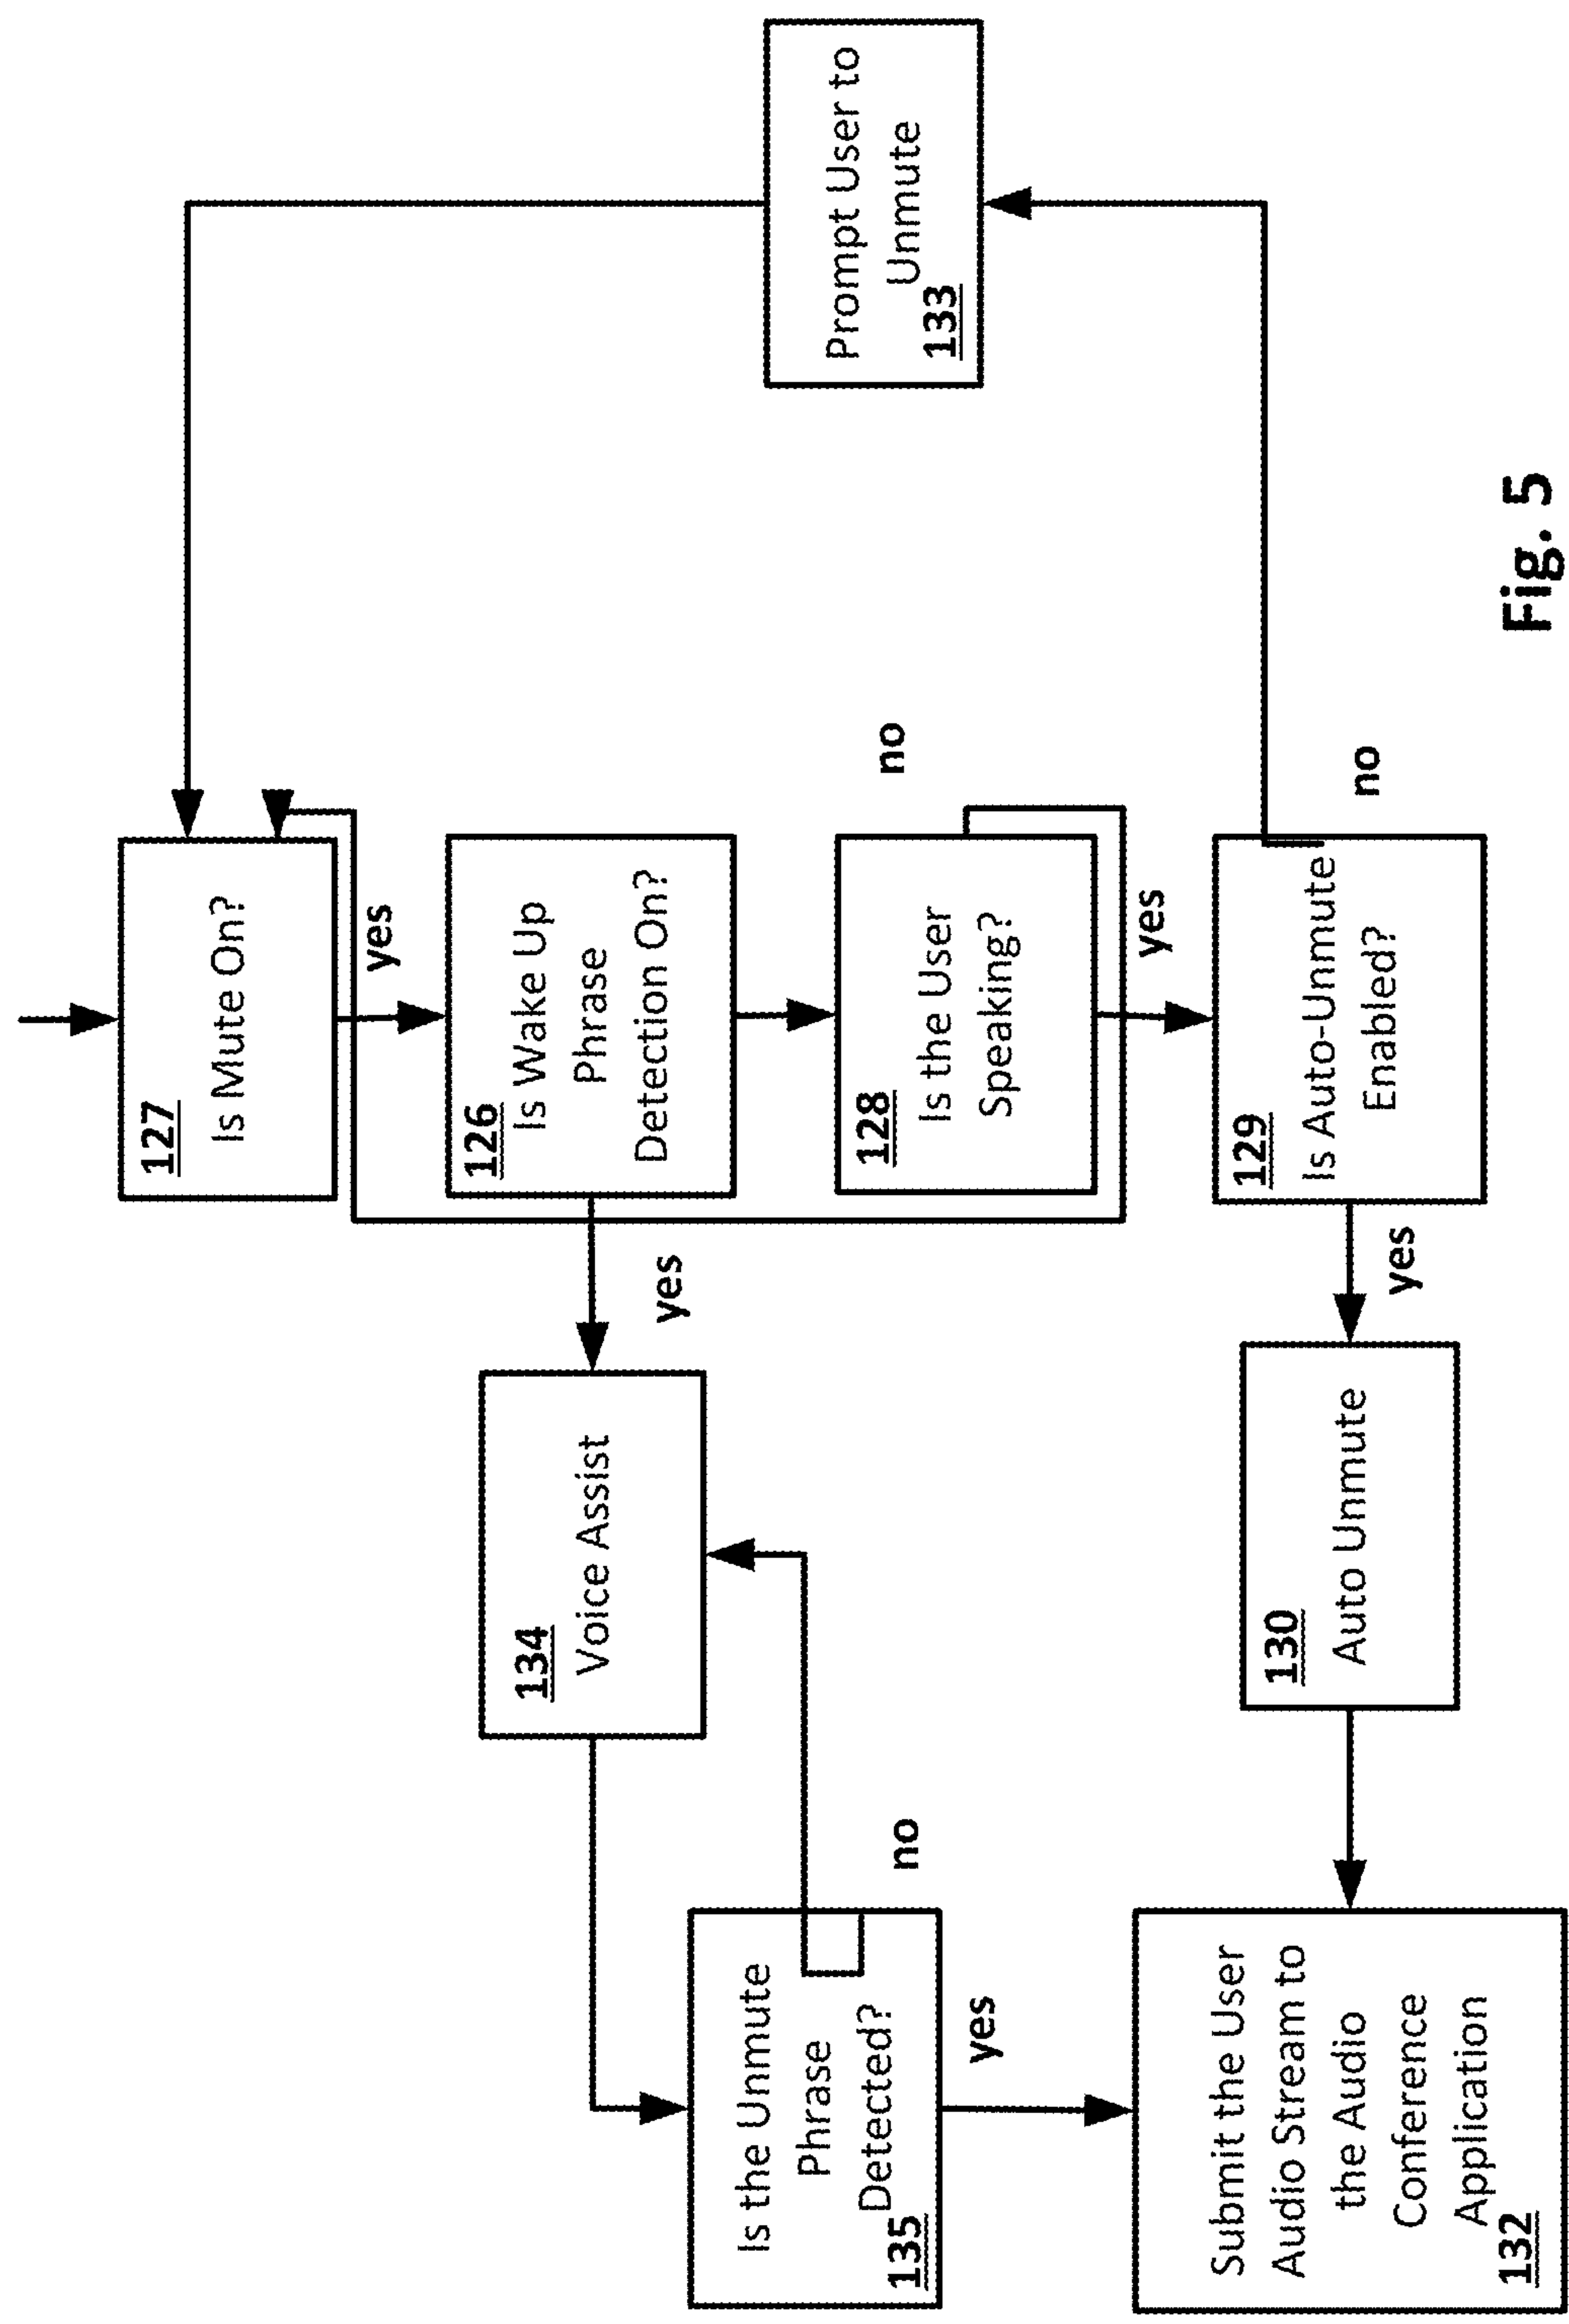 127
Is Mute On?
yes
126
Is Wake Up
Phrase
Detection On?
yes
134
Voice Assist
Is the Unmute
Phrase
Detected?
135
no
yes
128
Is the User
Speaking?
no
yes
129
Is Auto-Unmute
Enabled?
no
yes
130
Auto Unmute
Submit the User
Audio Stream to
the Audio
Conference
Application
132
Prompt User to
Unmute
133
Fig. 5